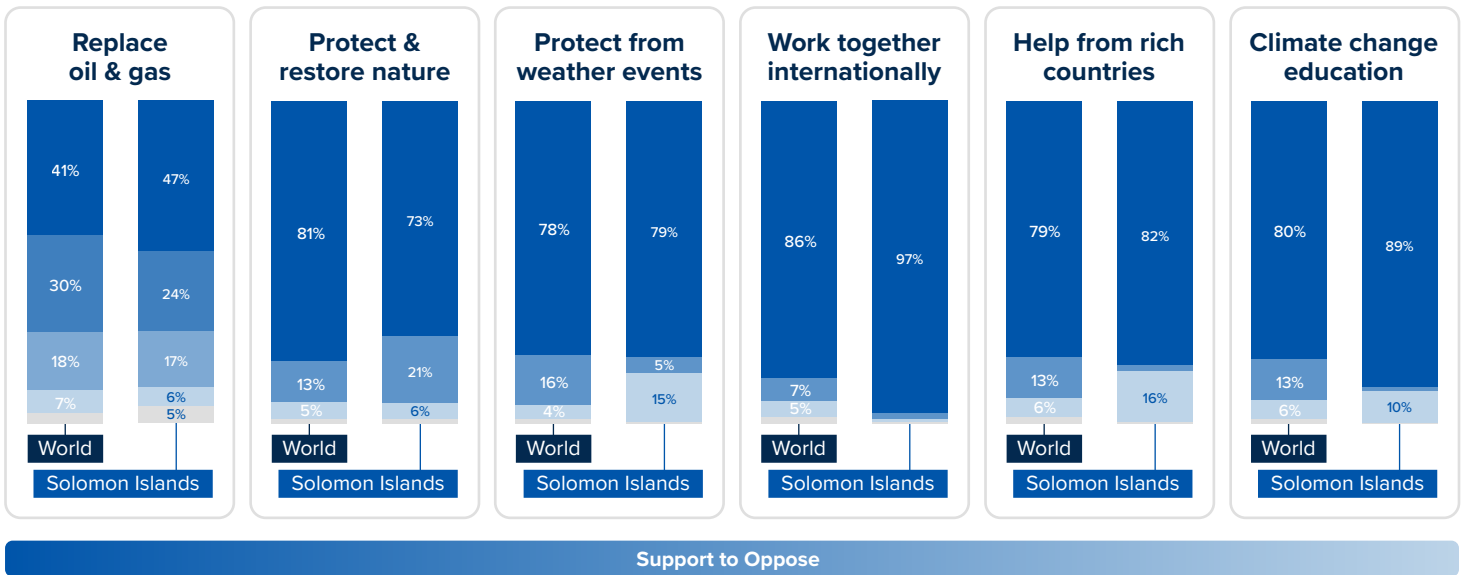 Replace
oil & gas
41%
47%
30%
24%
18%
17%
7%
6%
5%
World
Solomon Islands
Protect &
restore nature
81%
73%
13%
21%
5%
6%
World
Solomon Islands
Protect from
weather events
78%
79%
16%
5%
4%
15%
World
Solomon Islands
Work together
internationally
86%
97%
7%
5%
World
Solomon Islands
Help from rich
countries
79%
82%
13%
6%
16%
World
Solomon Islands
Climate change
education
80%
89%
13%
6%
10%
World
Solomon Islands
Support to Oppose